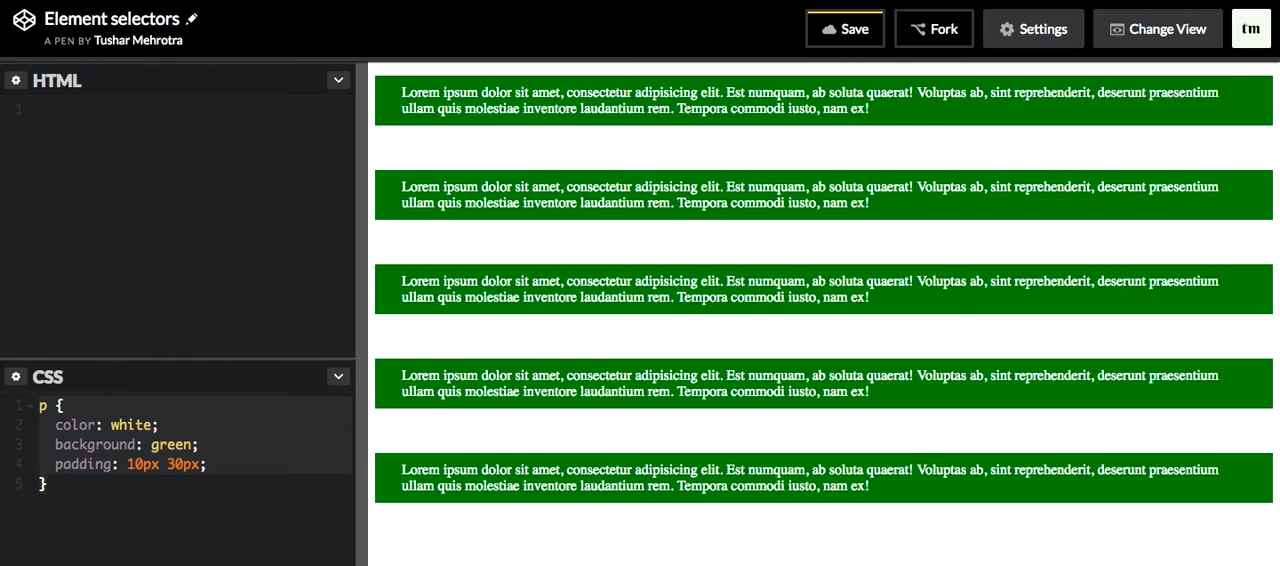 Element selectors
A PEN BY Tushar Mehrotra
Save
Fork
Settings
Change View
tm
HTML
1
Lorem ipsum dolor sit amet, consectetur adipisicing elit. Est numquam, ab soluta quaerat! Voluptas ab, sint reprehenderit, deserunt praesentium
ullam quis molestiae inventore laudantium rem. Tempora commodi iusto, nam ex!
Lorem ipsum dolor sit amet, consectetur adipisicing elit. Est numquam, ab soluta quaerat! Voluptas ab, sint reprehenderit, deserunt praesentium
ullam quis molestiae inventore laudantium rem. Tempora commodi iusto, nam ex!
Lorem ipsum dolor sit amet, consectetur adipisicing elit. Est numquam, ab soluta quaerat! Voluptas ab, sint reprehenderit, deserunt praesentium
ullam quis molestiae inventore laudantium rem. Tempora commodi iusto, nam ex!
Lorem ipsum dolor sit amet, consectetur adipisicing elit. Est numquam, ab soluta quaerat! Voluptas ab, sint reprehenderit, deserunt praesentium
ullam quis molestiae inventore laudantium rem. Tempora commodi iusto, nam ex!
Lorem ipsum dolor sit amet, consectetur adipisicing elit. Est numquam, ab soluta quaerat! Voluptas ab, sint reprehenderit, deserunt praesentium
ullam quis molestiae inventore laudantium rem. Tempora commodi iusto, nam ex!
CSS
1 p {
2 color: white;
3 background: green;
4 padding: 10px 30px;
5 }